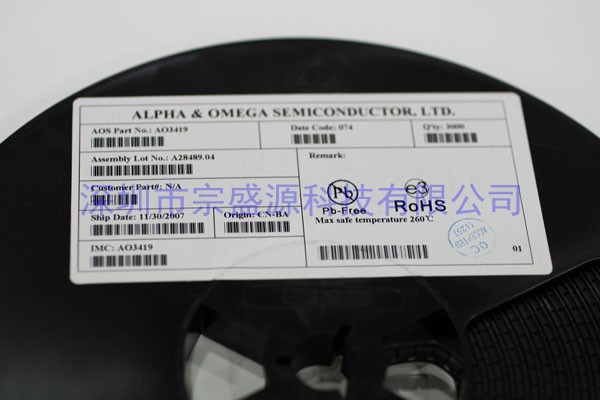 ALPHA & OMEGA SEMICONDUCTOR, LTD.
AOS Part No.: AO3419
Date Code: 074
Q'ty: 3000
Assembly Lot No.: A28489.04
Remark:
Customer Part#: N/A
Pb
e3
Pb-Free
RoHS
深圳市宗盛源科技有限公司
Ship Date: 11/30/2007
Origin: CN-BA
Max safe temperature 260℃
IMC: AO3419
QC
ACCEPTED
01